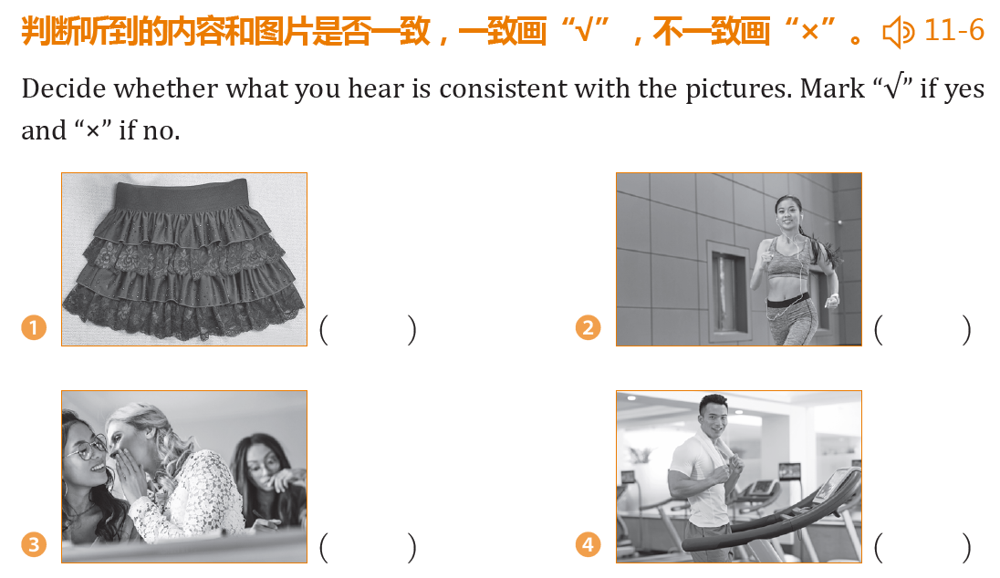 判断听到的内容和图片是否一致，一致画“√”，不一致画“×”。 11-6
Decide whether what you hear is consistent with the pictures. Mark “√” if yes
and “×” if no.
1 ( ) 2 ( )
3 ( ) 4 ( )